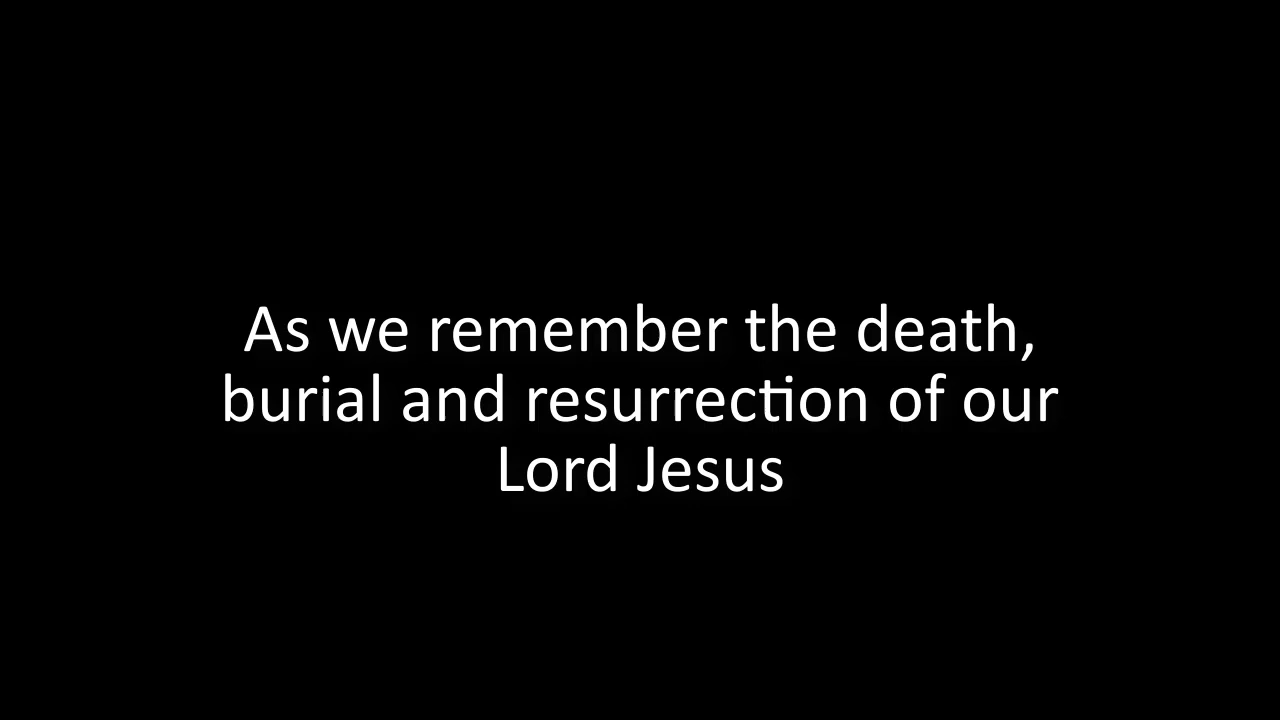 As we remember the death,
burial and resurrection of our
Lord Jesus